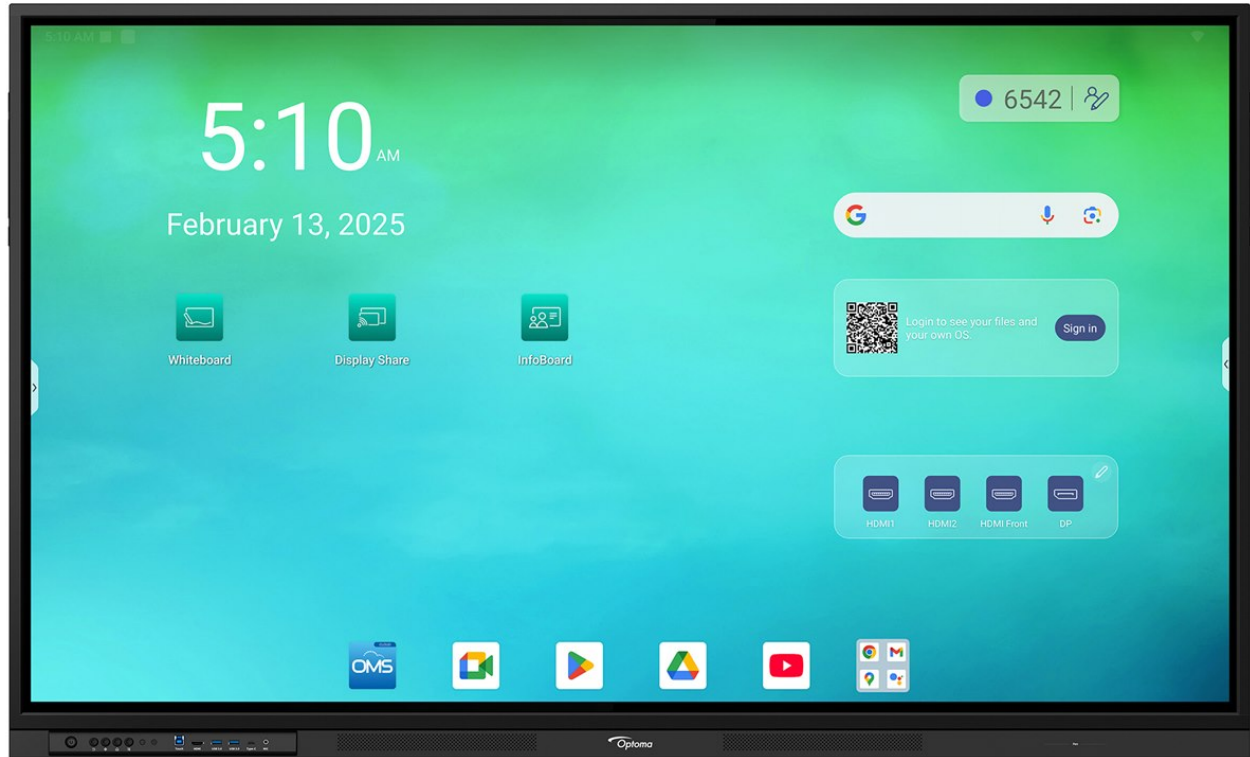 5:10 AM
5:10 AM
February 13, 2025
6542
Login to see your files and
your own OS.
Sign in
Whiteboard
Display Share
InfoBoard
HDMI1
HDMI2
HDMI Front
DP
OMS
Optoma